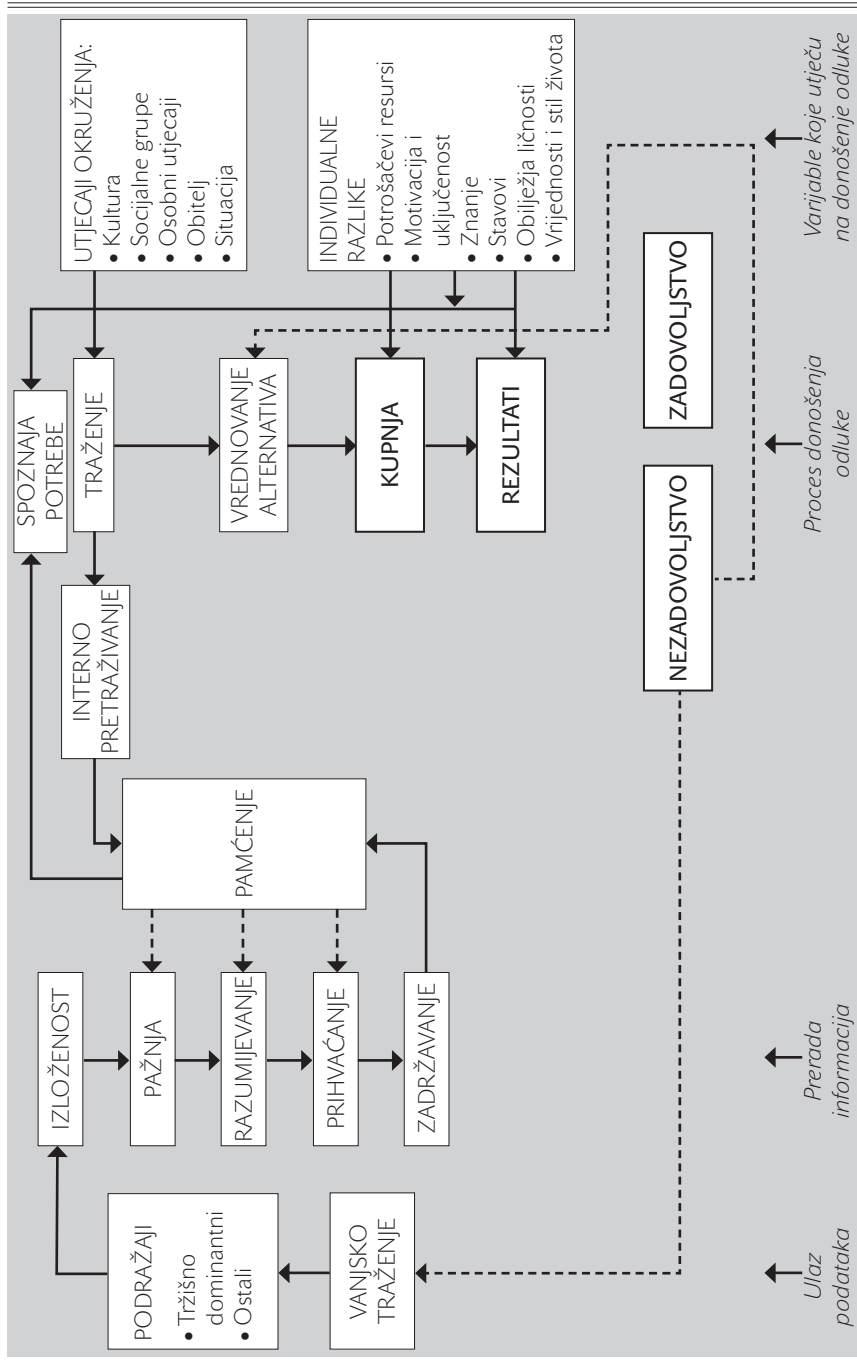 PODRAŽAJI
• Tržišno
dominantni
• Ostali
VANJSKO
TRAŽENJE
Ulaz
podataka
IZLOŽENOST
PAŽNJA
RAZUMIJEVANJE
PRIHVAĆANJE
ZADRŽAVANJE
PAMĆENJE
Prerada
informacija
INTERNO
PRETRAŽIVANJE
SPOZNAJA
POTREBE
TRAŽENJE
VREDNOVANJE
ALTERNATIVA
KUPNJA
REZULTATI
NEZADOVOLJSTVO
ZADOVOLJSTVO
Proces donošenja
odluke
UTJECAJI OKRUŽENJA:
• Kultura
• Socijalne grupe
• Osobni utjecaji
• Obitelj
• Situacija
INDIVIDUALNE
RAZLIKE
• Potrošačevi resursi
• Motivacija i
uključenost
• Znanje
• Stavovi
• Obilježja ličnosti
• Vrijednosti i stil života
Varijable koje utječu
na donošenje odluke